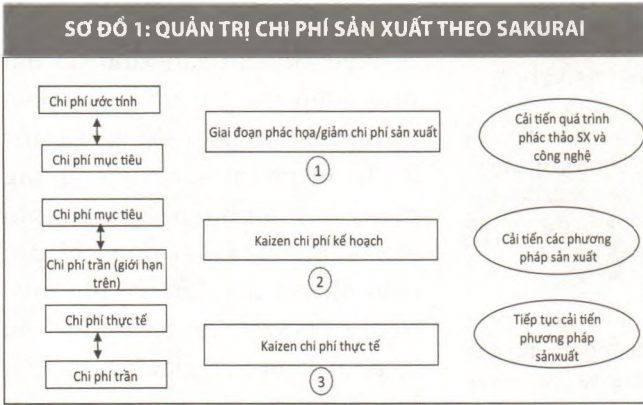 SƠ ĐỒ 1: QUẢN TRỊ CHI PHÍ SẢN XUẤT THEO SAKURAI
Chi phí ước tính
Chi phí mục tiêu
Giai đoạn phác họa/giảm chi phí sản xuất
1
Cải tiến quá trình
phác thảo SX và
công nghệ
Chi phí mục tiêu
Chi phí trần (giới hạn
trên)
Kaizen chi phí kế hoạch
2
Cải tiến các phương
pháp sản xuất
Chi phí thực tế
Chi phí trần
Kaizen chi phí thực tế
3
Tiếp tục cải tiến
phương pháp
sảnxuất